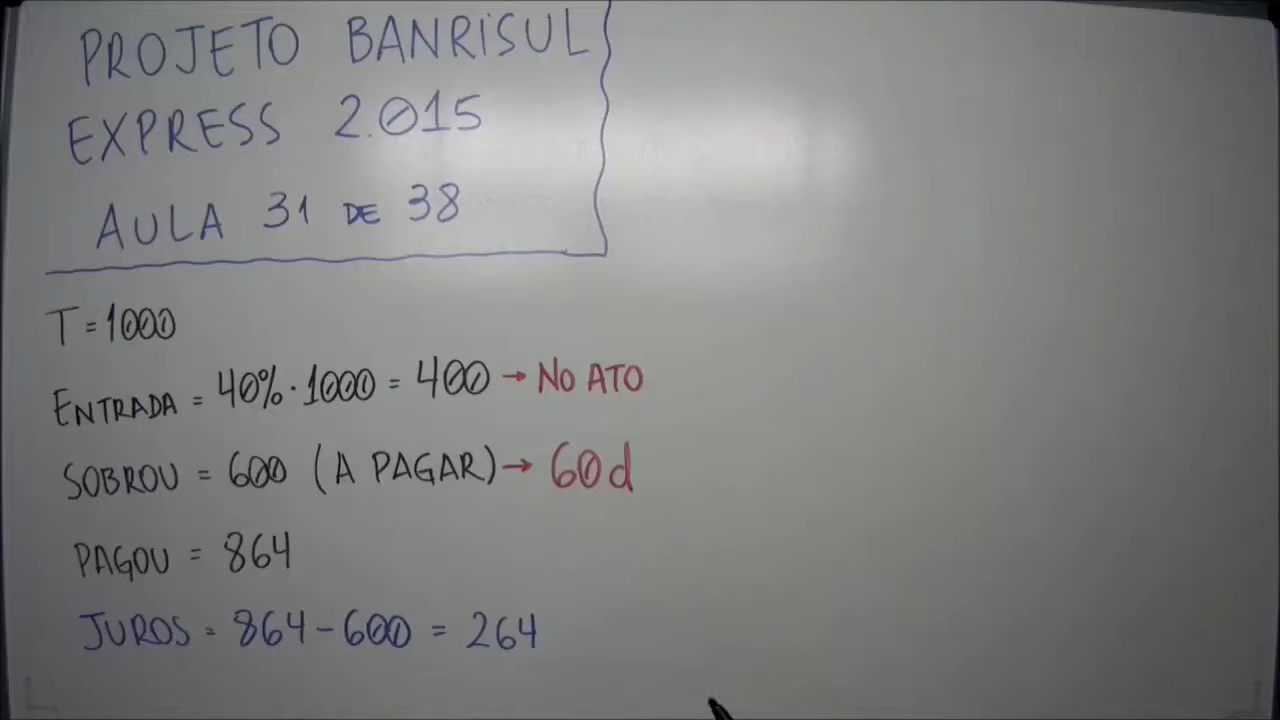 PROJETO BANRISUL
EXPRESS 2.015
AULA 31 DE 38
T = 1000
ENTRADA = 40% · 1000 = 400 → NO ATO
SOBROU = 600 (A PAGAR) → 60d
PAGOU = 864
JUROS = 864 - 600 = 264